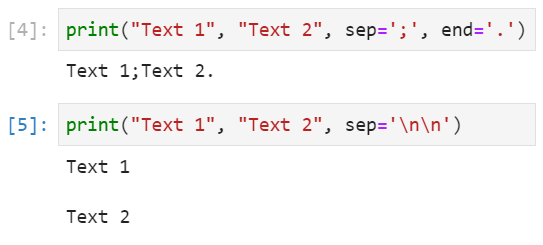 [4]: print("Text 1", "Text 2", sep=';', end='.')
Text 1;Text 2.
[5]: print("Text 1", "Text 2", sep='\n\n')
Text 1
Text 2